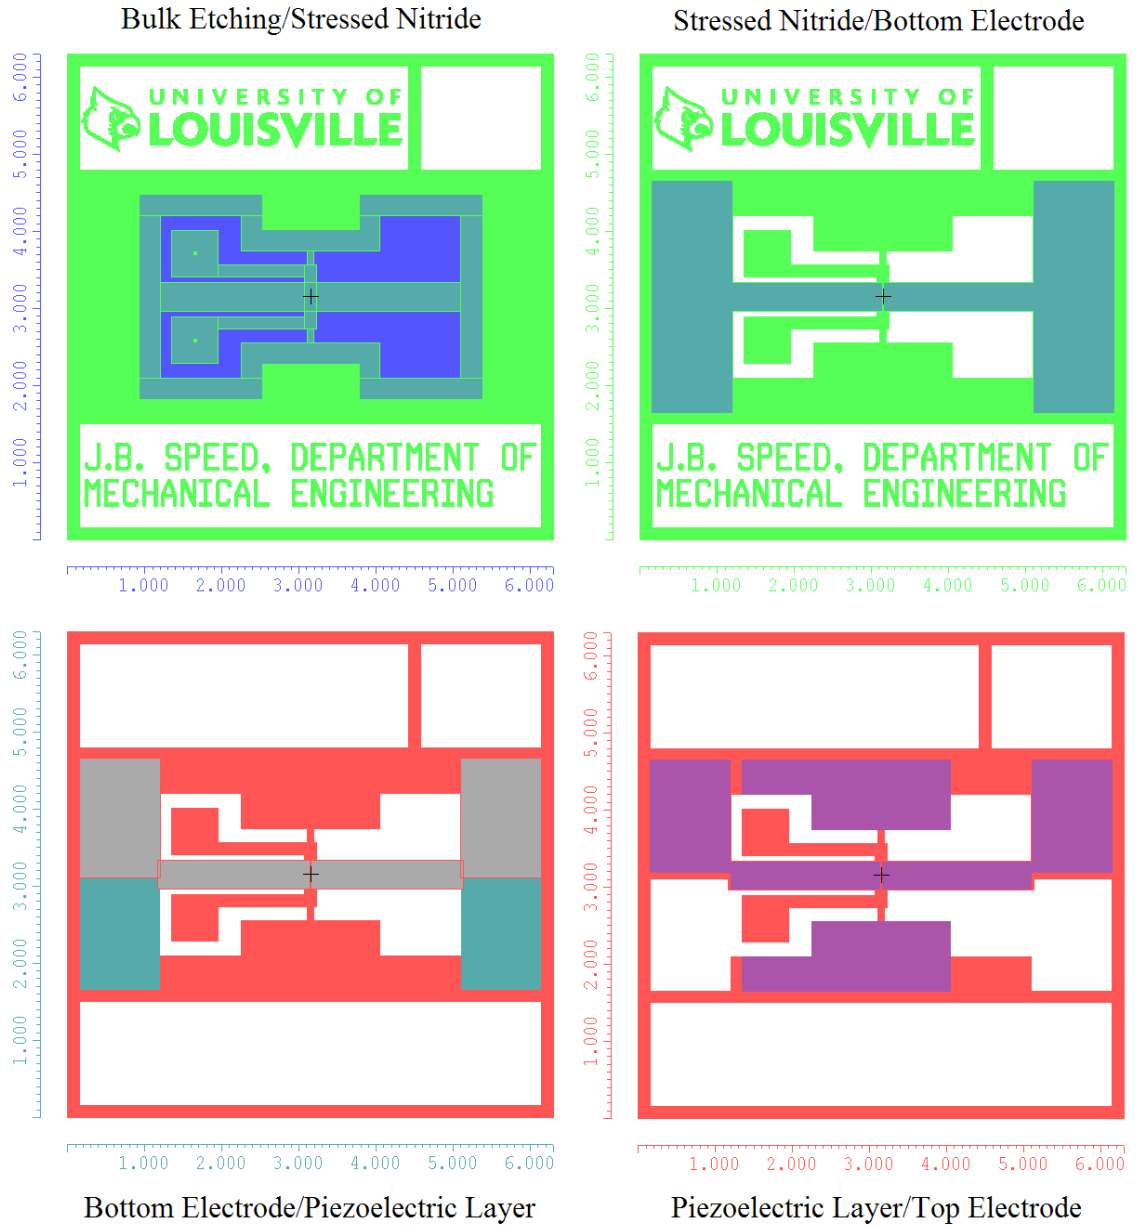 Bulk Etching/Stressed Nitride
Stressed Nitride/Bottom Electrode
UNIVERSITY OF
LOUISVILLE
UNIVERSITY OF
LOUISVILLE
6.000
5.000
4.000
3.000
2.000
1.000
6.000
5.000
4.000
3.000
2.000
1.000
J.B. SPEED, DEPARTMENT OF
MECHANICAL ENGINEERING
J.B. SPEED, DEPARTMENT OF
MECHANICAL ENGINEERING
1.000 2.000 3.000 4.000 5.000 6.000
1.000 2.000 3.000 4.000 5.000 6.000
6.000
5.000
4.000
3.000
2.000
1.000
6.000
5.000
4.000
3.000
2.000
1.000
1.000 2.000 3.000 4.000 5.000 6.000
1.000 2.000 3.000 4.000 5.000 6.000
Bottom Electrode/Piezoelectric Layer
Piezoelectric Layer/Top Electrode